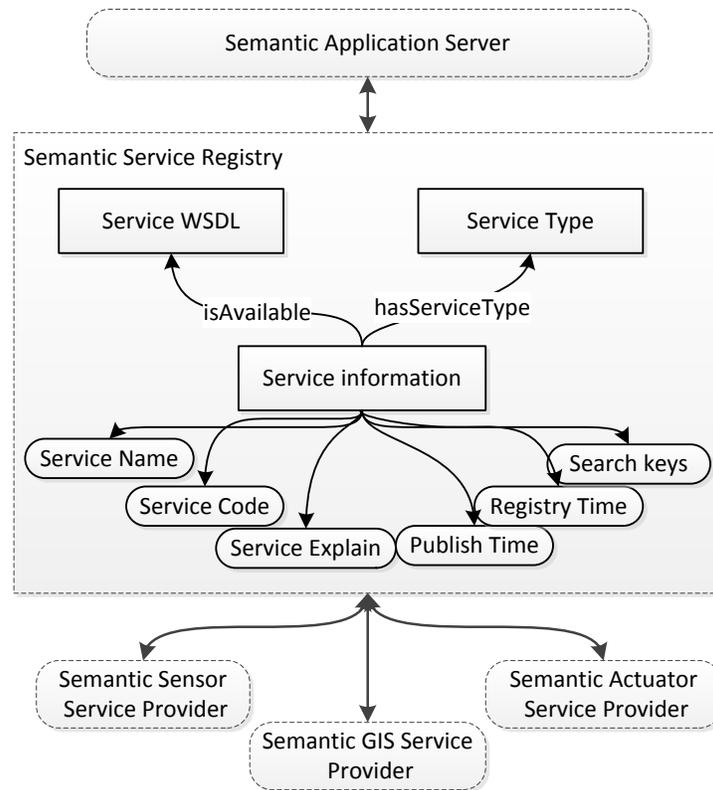 Semantic Application Server
Semantic Service Registry
Service WSDL
Service Type
isAvailable
hasServiceType
Service information
Service Name
Search keys
Service Code
Registry Time
Service Explain
Publish Time
Semantic Sensor
Service Provider
Semantic Actuator
Service Provider
Semantic GIS Service
Provider